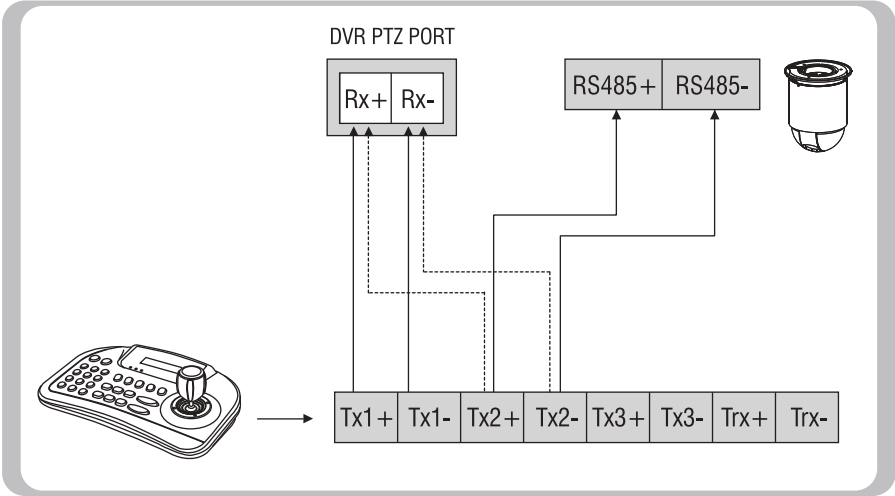 DVR PTZ PORT
Rx+ Rx-
RS485+ RS485-
Tx1+ Tx1- Tx2+ Tx2- Tx3+ Tx3- Trx+ Trx-